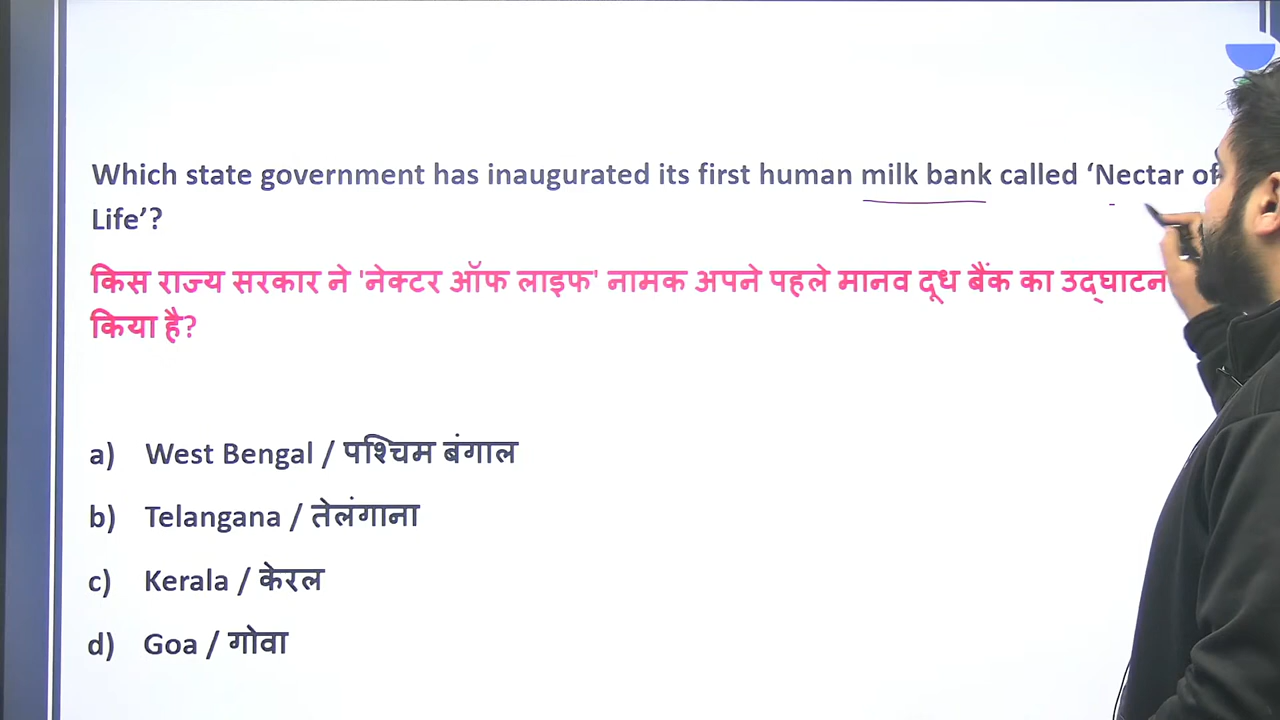 Which state government has inaugurated its first human milk bank called ‘Nectar of
Life’?
किस राज्य सरकार ने 'नेक्टर ऑफ लाइफ' नामक अपने पहले मानव दूध बैंक का उद्घाटन
किया है?
a) West Bengal / पश्चिम बंगाल
b) Telangana / तेलंगाना
c) Kerala / केरल
d) Goa / गोवा